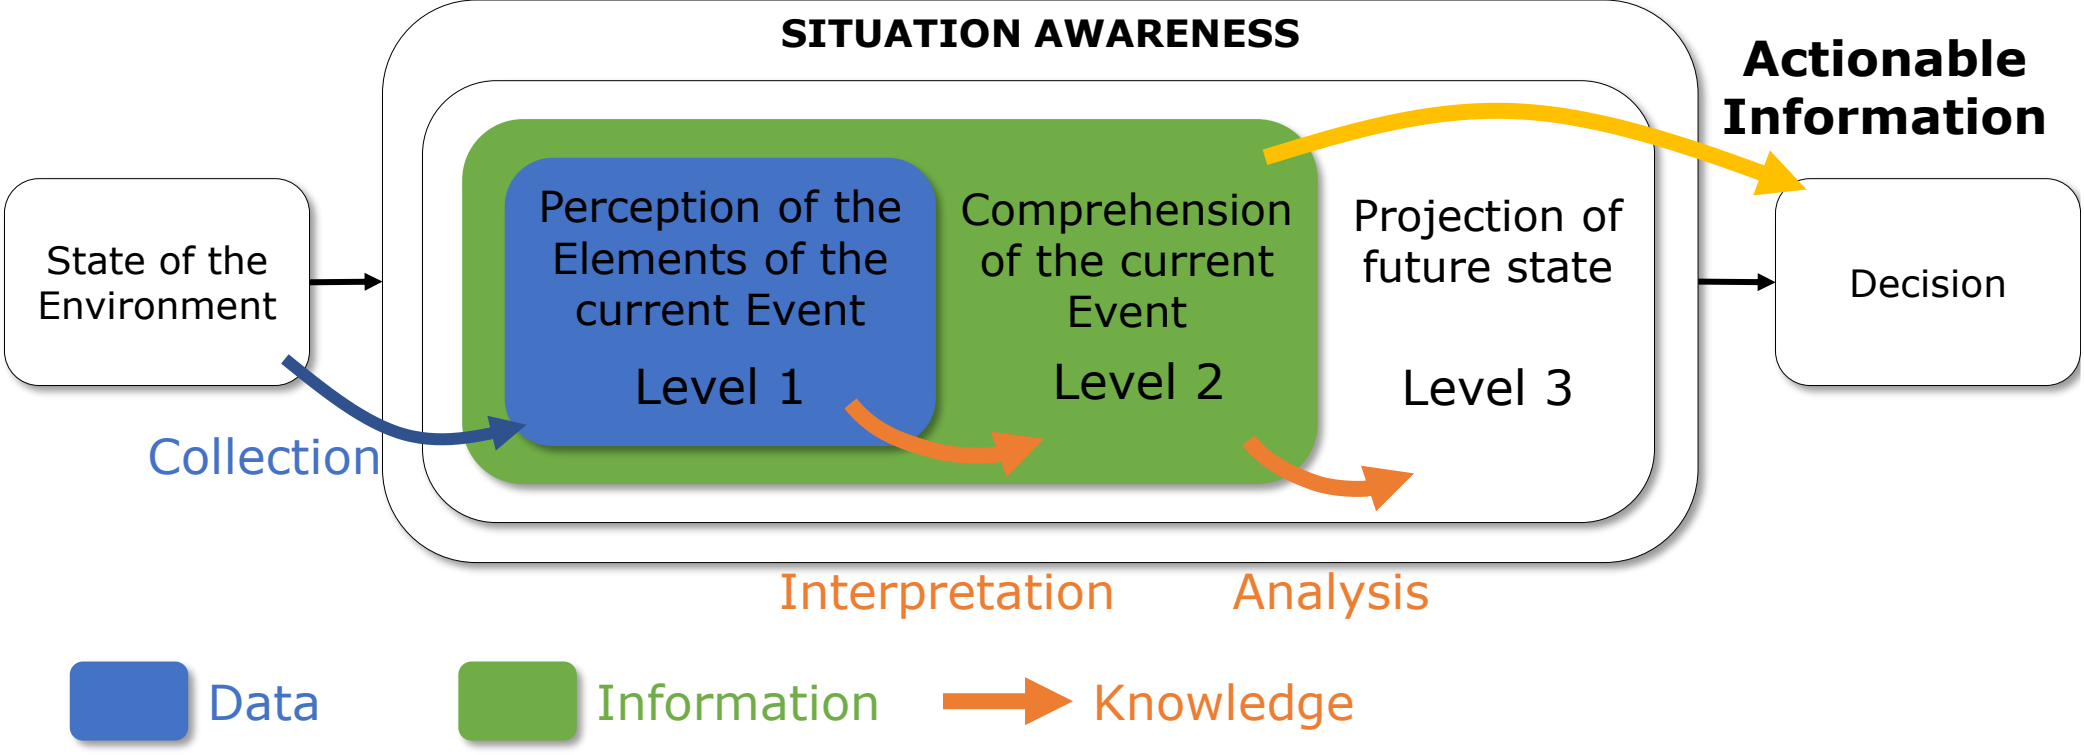 SITUATION AWARENESS
Actionable
Information
State of the
Environment
Perception of the
Elements of the
current Event
Level 1
Comprehension
of the current
Event
Level 2
Projection of
future state
Level 3
Decision
Collection
Interpretation
Analysis
Data
Information
Knowledge